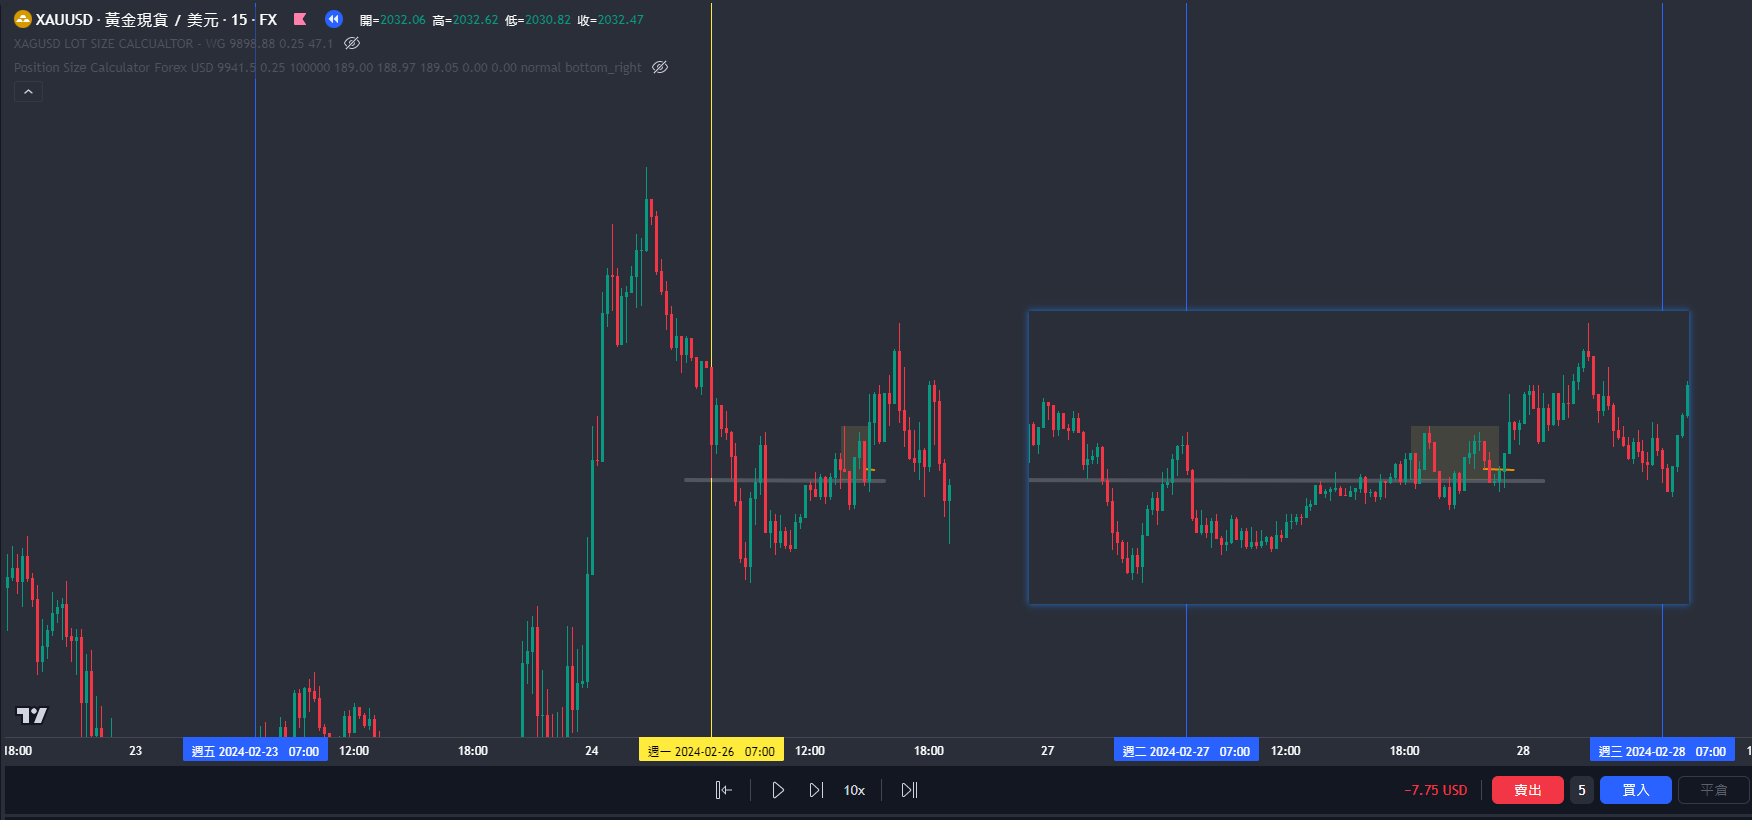 XAUUSD · 黃金現貨 / 美元 · 15 · FX 開=2032.06 高=2032.62 低=2030.82 收=2032.47
XAGUSD LOT SIZE CALCUALTOR - WG 9898.88 0.25 47.1
Position Size Calculator Forex USD 9941.5 0.25 100000 189.00 188.97 189.05 0.00 0.00 normal bottom_right
18:00 23 週五 2024-02-23 07:00 12:00 18:00 24 週一 2024-02-26 07:00 12:00 18:00 27 週二 2024-02-27 07:00 12:00 18:00 28 週三 2024-02-28 07:00 1
10x −7.75 USD 賣出 5 買入 平倉